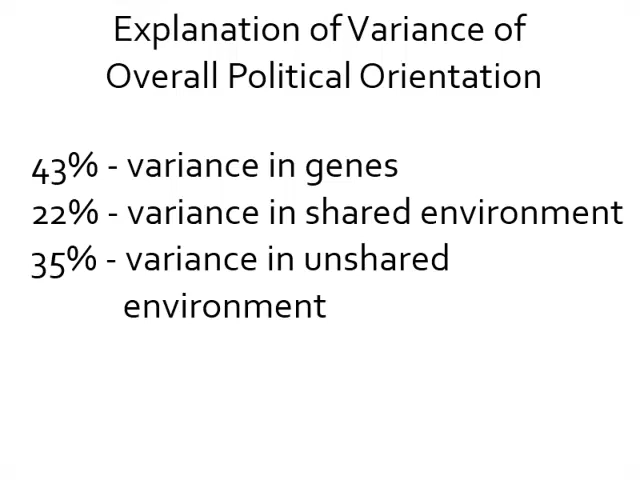 Explanation of Variance of
Overall Political Orientation
43% - variance in genes
22% - variance in shared environment
35% - variance in unshared
environment